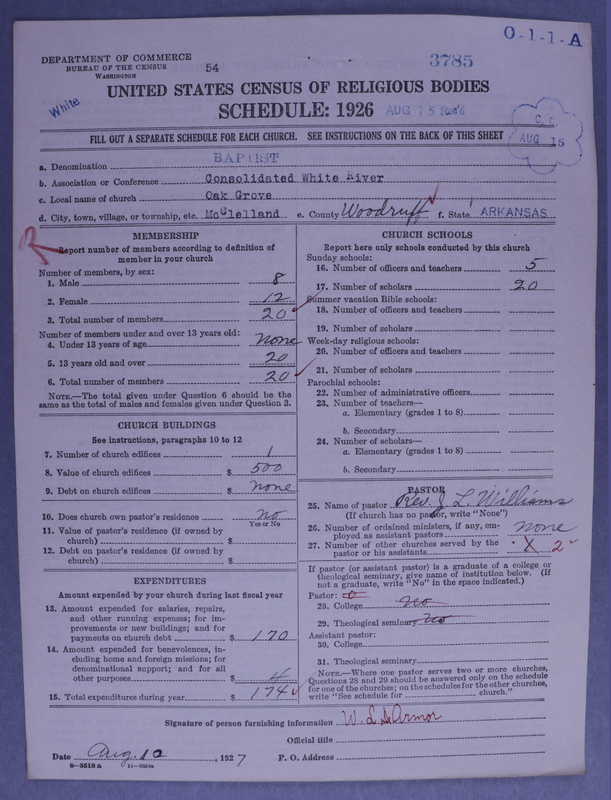 O-1-1-A
DEPARTMENT OF COMMERCE
BUREAU OF THE CENSUS
WASHINGTON
54
3785
White
UNITED STATES CENSUS OF RELIGIOUS BODIES
SCHEDULE: 1926
AUG 15 Rec'd
FILL OUT A SEPARATE SCHEDULE FOR EACH CHURCH. SEE INSTRUCTIONS ON THE BACK OF THIS SHEET
C. C.
AUG 15
a. Denomination BAPTIST
b. Association or Conference Consolidated White River
c. Local name of church Oak Grove
d. City, town, village, or township, etc. McClelland e. County Woodruff f. State ARKANSAS
MEMBERSHIP
Report number of members according to definition of
member in your church
Number of members, by sex:
1. Male 8
2. Female 12
3. Total number of members 20
Number of members under and over 13 years old:
4. Under 13 years of age none
5. 13 years old and over 20
6. Total number of members 20
NOTE.—The total given under Question 6 should be the
same as the total of males and females given under Question 3.
CHURCH BUILDINGS
See instructions, paragraphs 10 to 12
7. Number of church edifices 1
8. Value of church edifices $ 500
9. Debt on church edifices $ none
10. Does church own pastor's residence no
Yes or No
11. Value of pastor's residence (if owned by
church) $
12. Debt on pastor's residence (if owned by
church) $
EXPENDITURES
Amount expended by your church during last fiscal year
13. Amount expended for salaries, repairs,
and other running expenses; for im-
provements or new buildings; and for
payments on church debt $ 170
14. Amount expended for benevolences, in-
cluding home and foreign missions; for
denominational support; and for all
other purposes $ 4
15. Total expenditures during year $ 174
CHURCH SCHOOLS
Report here only schools conducted by this church
Sunday schools:
16. Number of officers and teachers 5
17. Number of scholars 20
Summer vacation Bible schools:
18. Number of officers and teachers
19. Number of scholars
Week-day religious schools:
20. Number of officers and teachers
21. Number of scholars
Parochial schools:
22. Number of administrative officers
23. Number of teachers—
a. Elementary (grades 1 to 8)
b. Secondary
24. Number of scholars—
a. Elementary (grades 1 to 8)
b. Secondary
PASTOR
25. Name of pastor Rev. J. L. Williams
(If church has no pastor, write "None")
26. Number of ordained ministers, if any, em-
ployed as assistant pastors none
27. Number of other churches served by the
pastor or his assistants X 2
If pastor (or assistant pastor) is a graduate of a college or
theological seminary, give name of institution below. (If
not a graduate, write "No" in the space indicated.)
Pastor: 0
28. College no
29. Theological seminary no
Assistant pastor:
30. College
31. Theological seminary
NOTE.—Where one pastor serves two or more churches,
Questions 28 and 29 should be answered only on the schedule
for one of the churches; on the schedules for the other churches,
write "See schedule for church."
Signature of person furnishing information W. L. DeArmor
Official title
Date Aug. 10, 1927 P. O. Address
8-5518 a